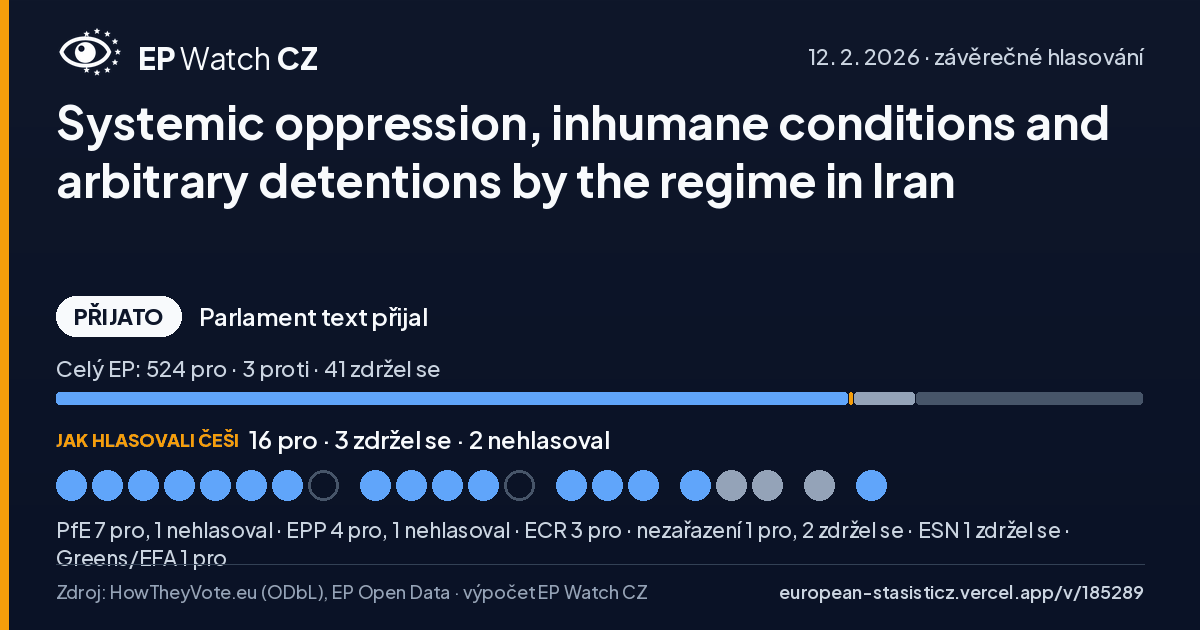 EP Watch CZ
12. 2. 2026 · závěrečné hlasování
Systemic oppression, inhumane conditions and
arbitrary detentions by the regime in Iran
PŘIJATO Parlament text přijal
Celý EP: 524 pro · 3 proti · 41 zdržel se
JAK HLASOVALI ČEŠI 16 pro · 3 zdržel se · 2 nehlasoval
PfE 7 pro, 1 nehlasoval · EPP 4 pro, 1 nehlasoval · ECR 3 pro · nezařazení 1 pro, 2 zdržel se · ESN 1 zdržel se ·
Greens/EFA 1 pro
Zdroj: HowTheyVote.eu (ODbL), EP Open Data · výpočet EP Watch CZ
european-stasisticz.vercel.app/v/185289